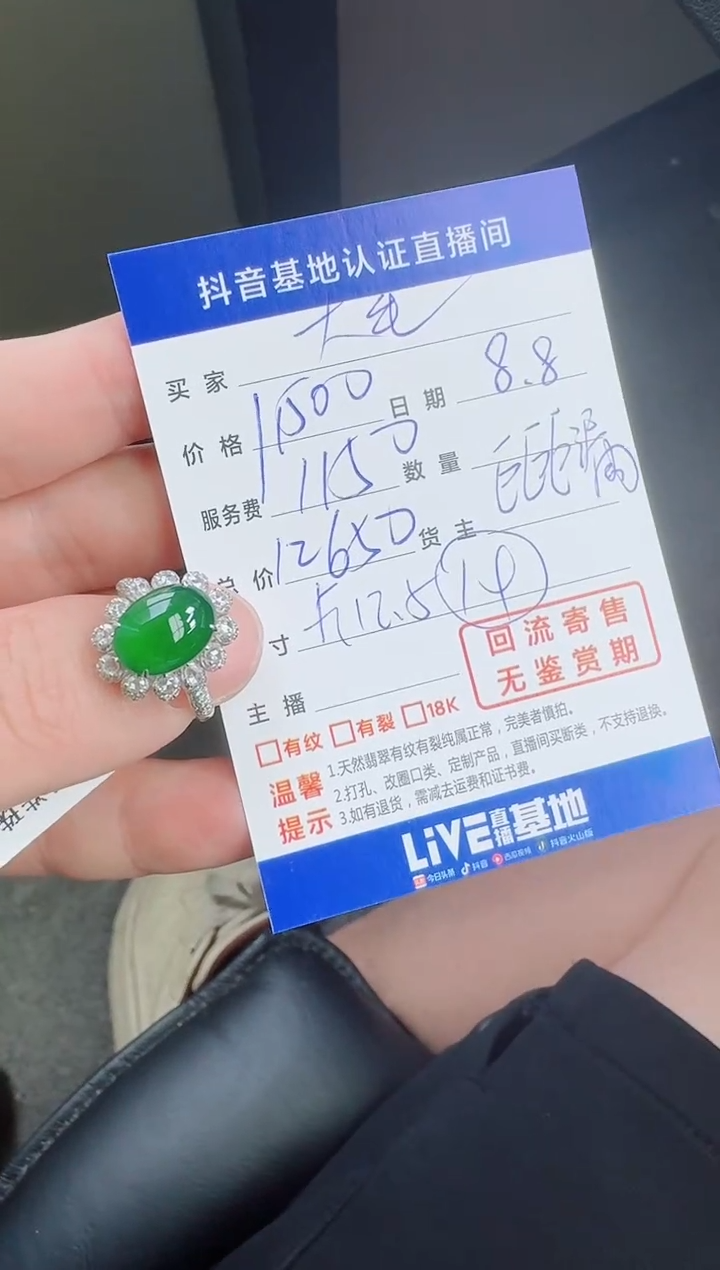 抖音基地认证直播间
买家
价格 11500 日期 8.8
服务费 1150 数量
总价 12650 货主
寸 12.5 14
主播
回流寄售
无鉴赏期
有纹 有裂 18K
温馨提示
1.天然翡翠有纹有裂纯属正常，完美者慎拍。
2.打孔、改圈口类、定制产品，直播间买断类，不支持退换。
3.如有退货，需减去运费和证书费。
LiVE直播基地
今日头条 抖音 西瓜视频 抖音火山版